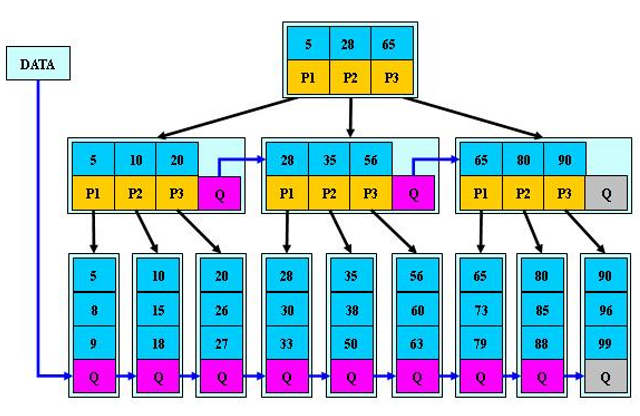 5 28 65
DATA
P1 P2 P3
5 10 20
28 35 56
65 80 90
P1 P2 P3 Q
P1 P2 P3 Q
P1 P2 P3 Q
5 10 20 28 35 56 65 80 90
8 15 26 30 38 60 73 85 96
9 18 27 33 50 63 79 88 99
Q Q Q Q Q Q Q Q Q